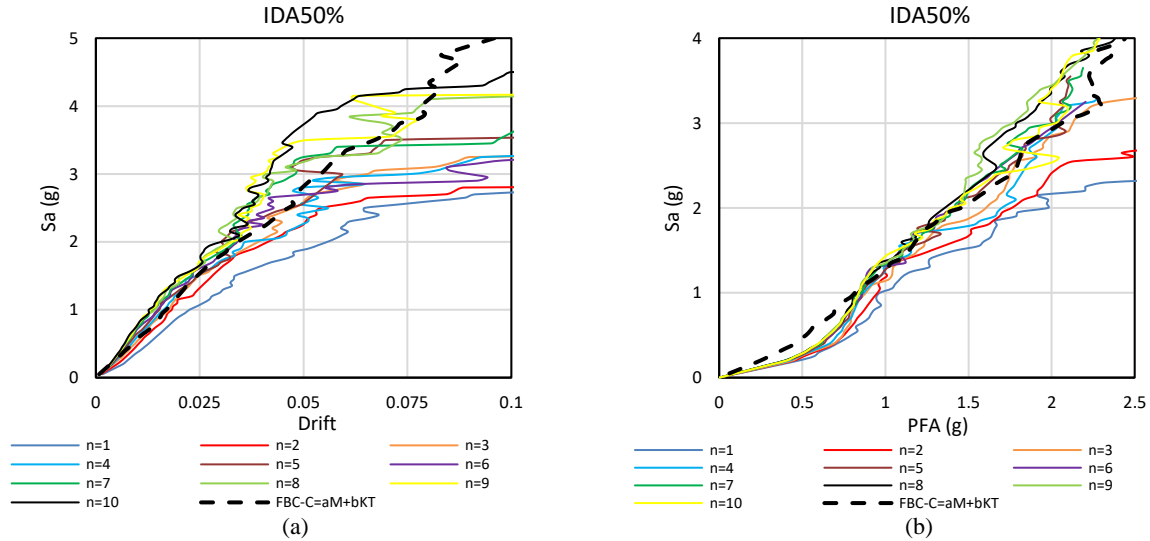 IDA50%
5
4
3
2
1
0
Sa (g)
0 0.025 0.05 0.075 0.1
Drift
n=1 n=2 n=3
n=4 n=5 n=6
n=7 n=8 n=9
n=10 FBC-C=aM+bKT
(a)
IDA50%
4
3
2
1
0
Sa (g)
0 0.5 1 1.5 2 2.5
PFA (g)
n=1 n=2 n=3
n=4 n=5 n=6
n=7 n=8 n=9
n=10 FBC-C=aM+bKT
(b)